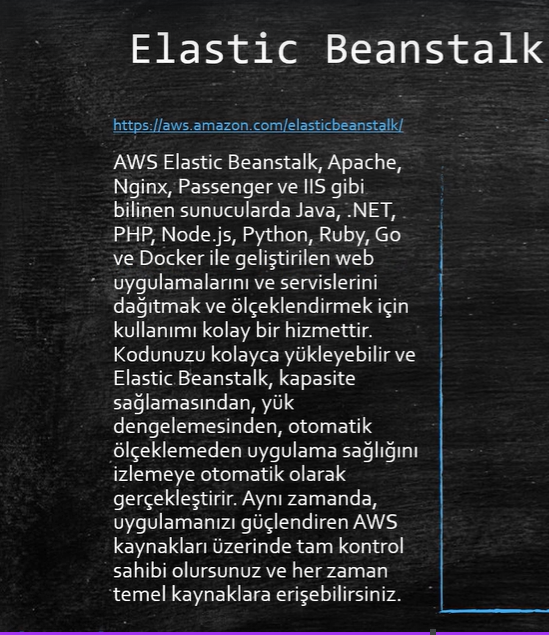 Elastic Beanstalk
https://aws.amazon.com/elasticbeanstalk/
AWS Elastic Beanstalk, Apache,
Nginx, Passenger ve IIS gibi
bilinen sunucularda Java, .NET,
PHP, Node.js, Python, Ruby, Go
ve Docker ile geliştirilen web
uygulamalarını ve servislerini
dağıtmak ve ölçeklendirmek için
kullanımı kolay bir hizmettir.
Kodunuzu kolayca yükleyebilir ve
Elastic Beanstalk, kapasite
sağlamasından, yük
dengelemesinden, otomatik
ölçeklemeden uygulama sağlığını
izlemeye otomatik olarak
gerçekleştirir. Aynı zamanda,
uygulamanızı güçlendiren AWS
kaynakları üzerinde tam kontrol
sahibi olursunuz ve her zaman
temel kaynaklara erişebilirsiniz.